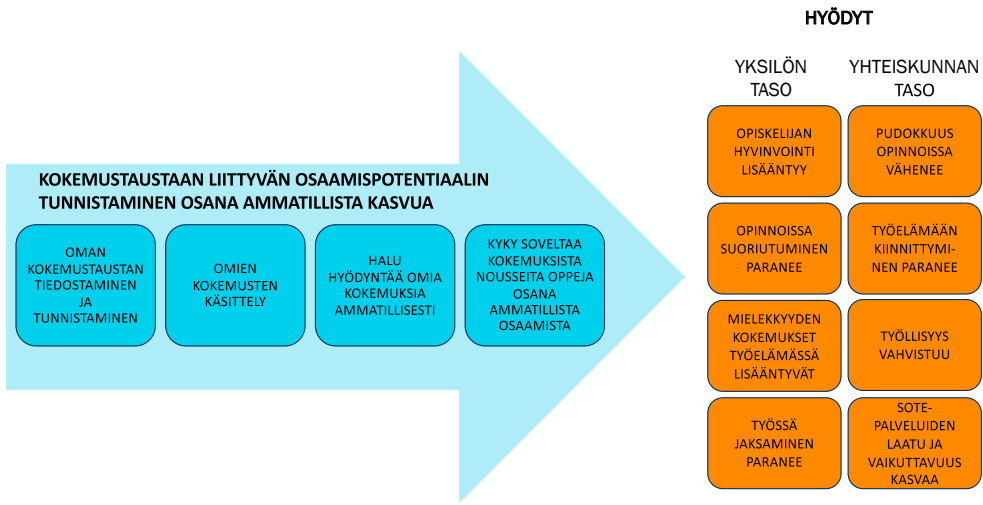 HYÖDYT
YKSILÖN
TASO
YHTEISKUNNAN
TASO
KOKEMUSTAUSTAAN LIITTYVÄN OSAAMISPOTENTIAALIN
TUNNISTAMINEN OSANA AMMATILLISTA KASVUA
OMAN
KOKEMUSTAUSTAN
TIEDOSTAMINEN
JA
TUNNISTAMINEN
OMIEN
KOKEMUSTEN
KÄSITTELY
HALU
HYÖDYNTÄÄ OMIA
KOKEMUKSIA
AMMATILLISESTI
KYKY SOVELTAA
KOKEMUKSISTA
NOUSSEITA OPPEJA
OSANA
AMMATILLISTA
OSAAMISTA
OPISKELIJAN
HYVINVOINTI
LISÄÄNTYY
PUDOKKUUS
OPINNOISSA
VÄHENEE
OPINNOISSA
SUORIUTUMINEN
PARANEE
TYÖELÄMÄÄN
KIINNITTYMI-
NEN PARANEE
MIELEKKYYDEN
KOKEMUKSET
TYÖELÄMÄSSÄ
LISÄÄNTYVÄT
TYÖLLISYYS
VAHVISTUU
TYÖSSÄ
JAKSAMINEN
PARANEE
SOTE-
PALVELUIDEN
LAATU JA
VAIKUTTAVUUS
KASVAA